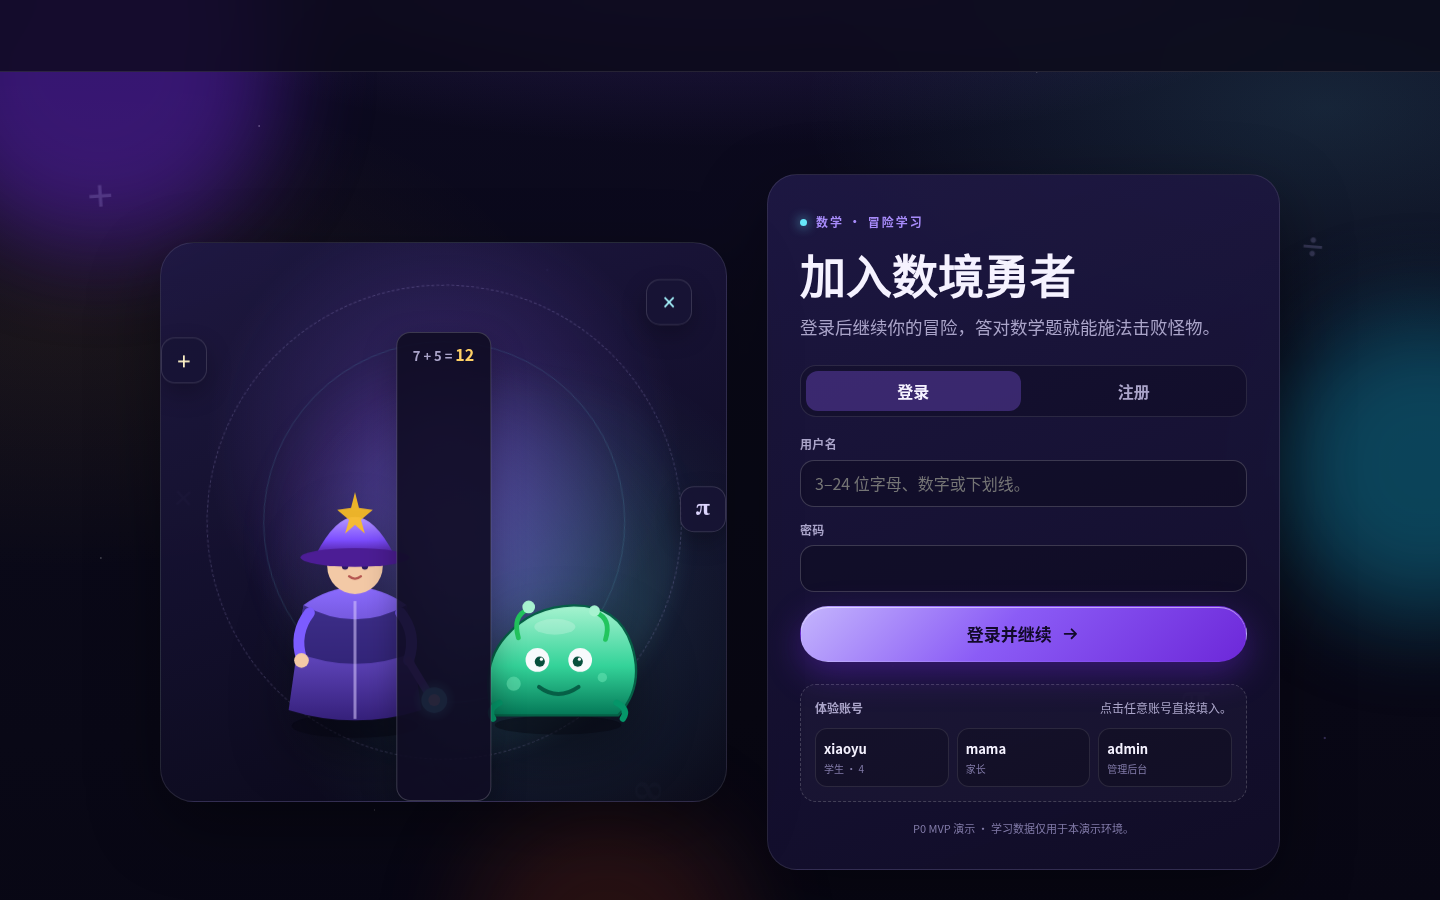 +
÷
×
+
7 + 5 = 12
π
数学 · 冒险学习
加入数境勇者
登录后继续你的冒险，答对数学题就能施法击败怪物。
登录
注册
用户名
3–24 位字母、数字或下划线。
密码
登录并继续 →
体验账号
点击任意账号直接填入。
xiaoyu
学生 · 4
mama
家长
admin
管理后台
P0 MVP 演示 · 学习数据仅用于本演示环境。